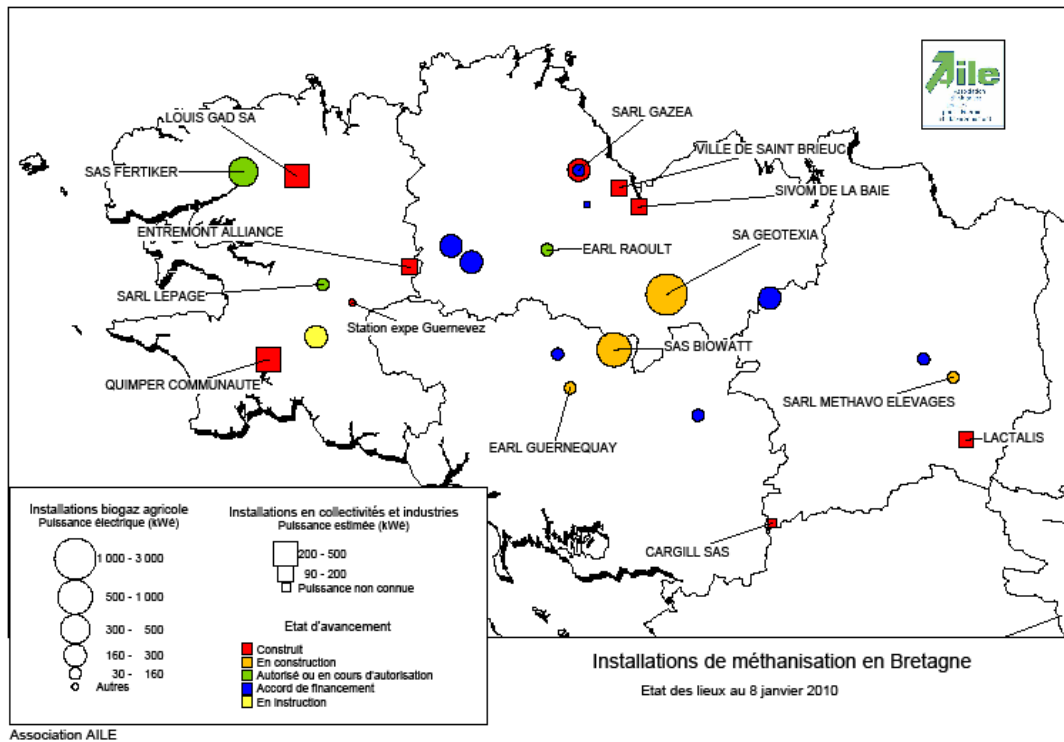 Aile
LOUIS GAD SA
SARL GAZEA
VILLE DE SAINT BRIEUC
SAS FERTIKER
SIVOM DE LA BAIE
ENTREMONT ALLIANCE
SA GEOTEXIA
EARL RAOULT
SARL LEPAGE
Station expe Guernevez
SAS BIOWATT
QUIMPER COMMUNAUTE
SARL METHAVO ELEVAGES
EARL GUERNEQUAY
LACTALIS
CARGILL SAS
Installations biogaz agricole
Puissance électrique (kWé)
1 000 - 3 000
500 - 1 000
300 - 500
160 - 300
30 - 160
Autres
Installations en collectivités et industries
Puissance estimée (kWé)
200 - 500
90 - 200
Puissance non connue
Etat d'avancement
Construit
En construction
Autorisé ou en cours d'autorisation
Accord de financement
En instruction
Installations de méthanisation en Bretagne
Etat des lieux au 8 janvier 2010
Association AILE